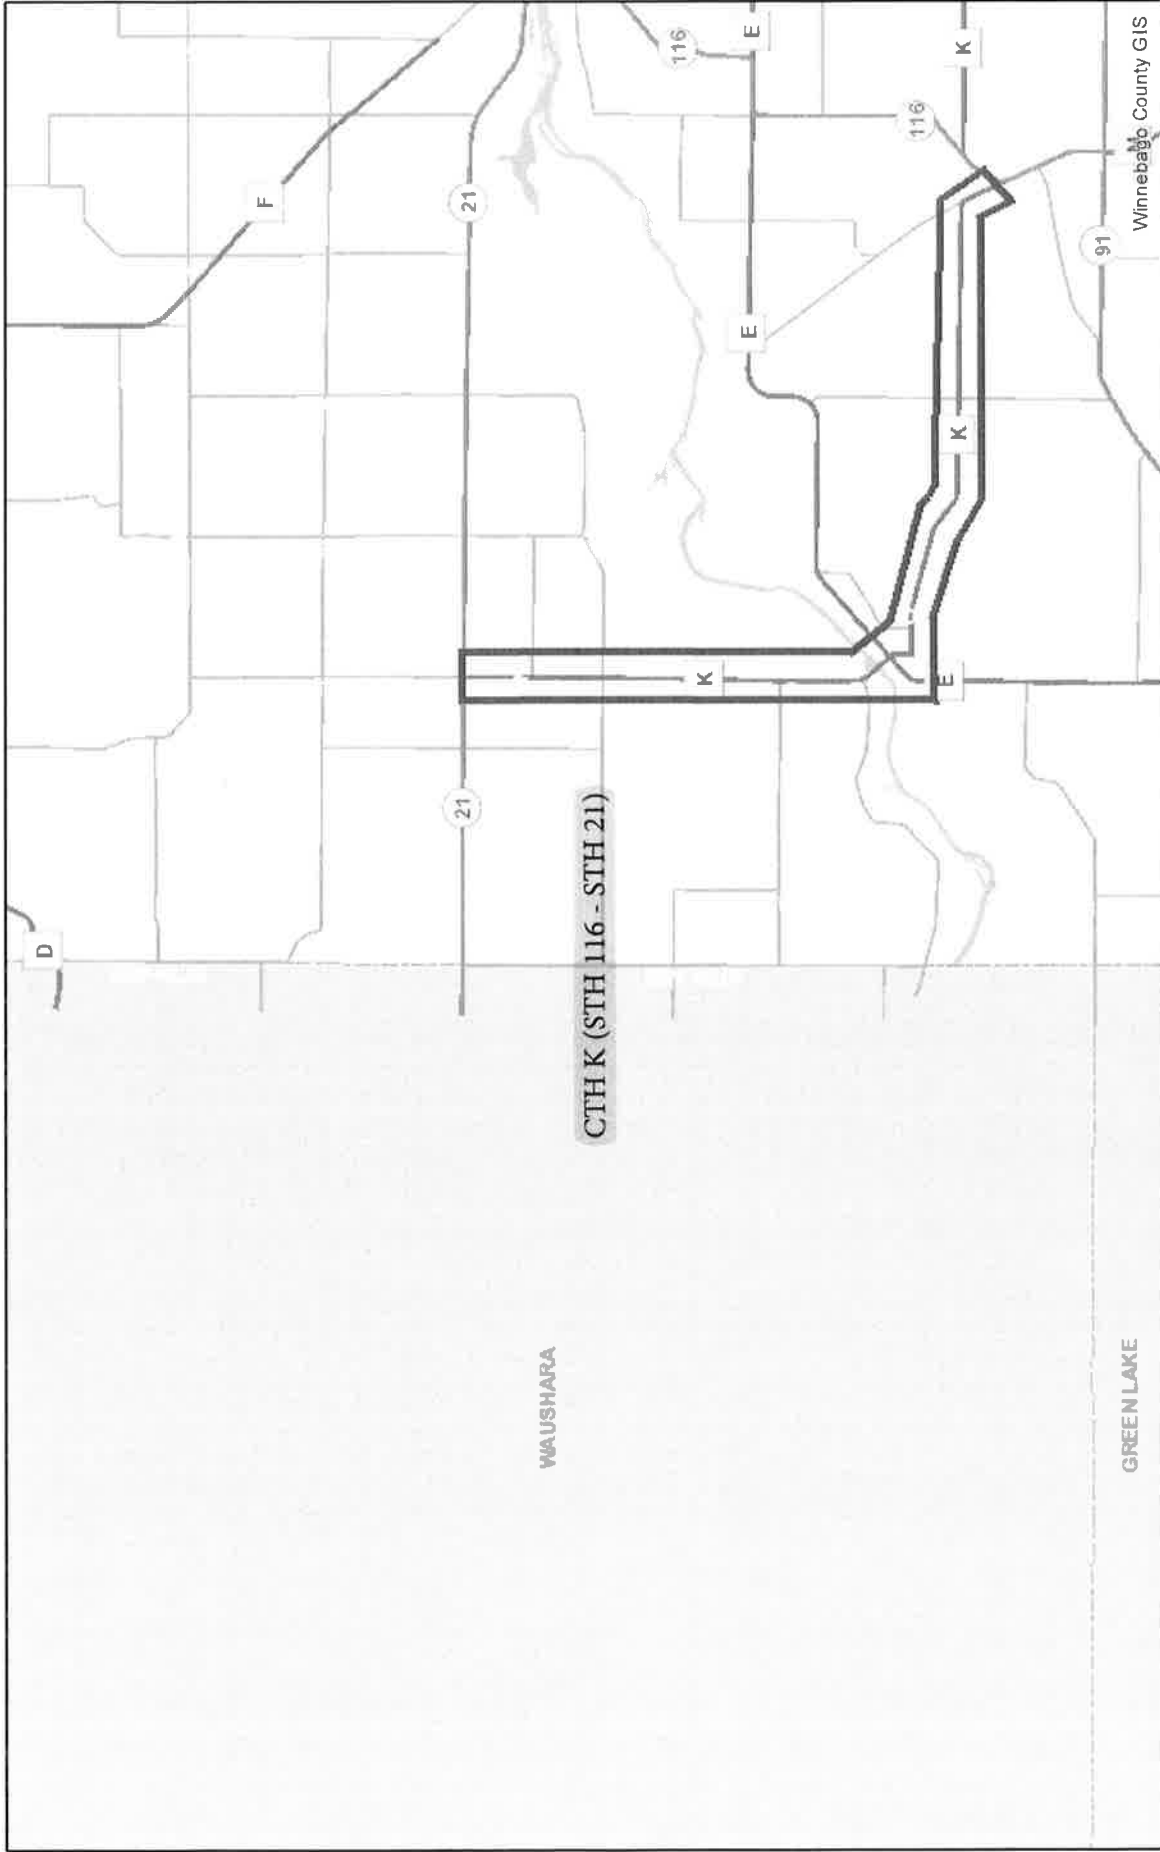 D
F
21
21
WAUSHARA
CTH K (STH 116 - STH 21)
116
K
E
E
116
E
K
K
91
GREEN LAKE
M
Winnebago County GIS